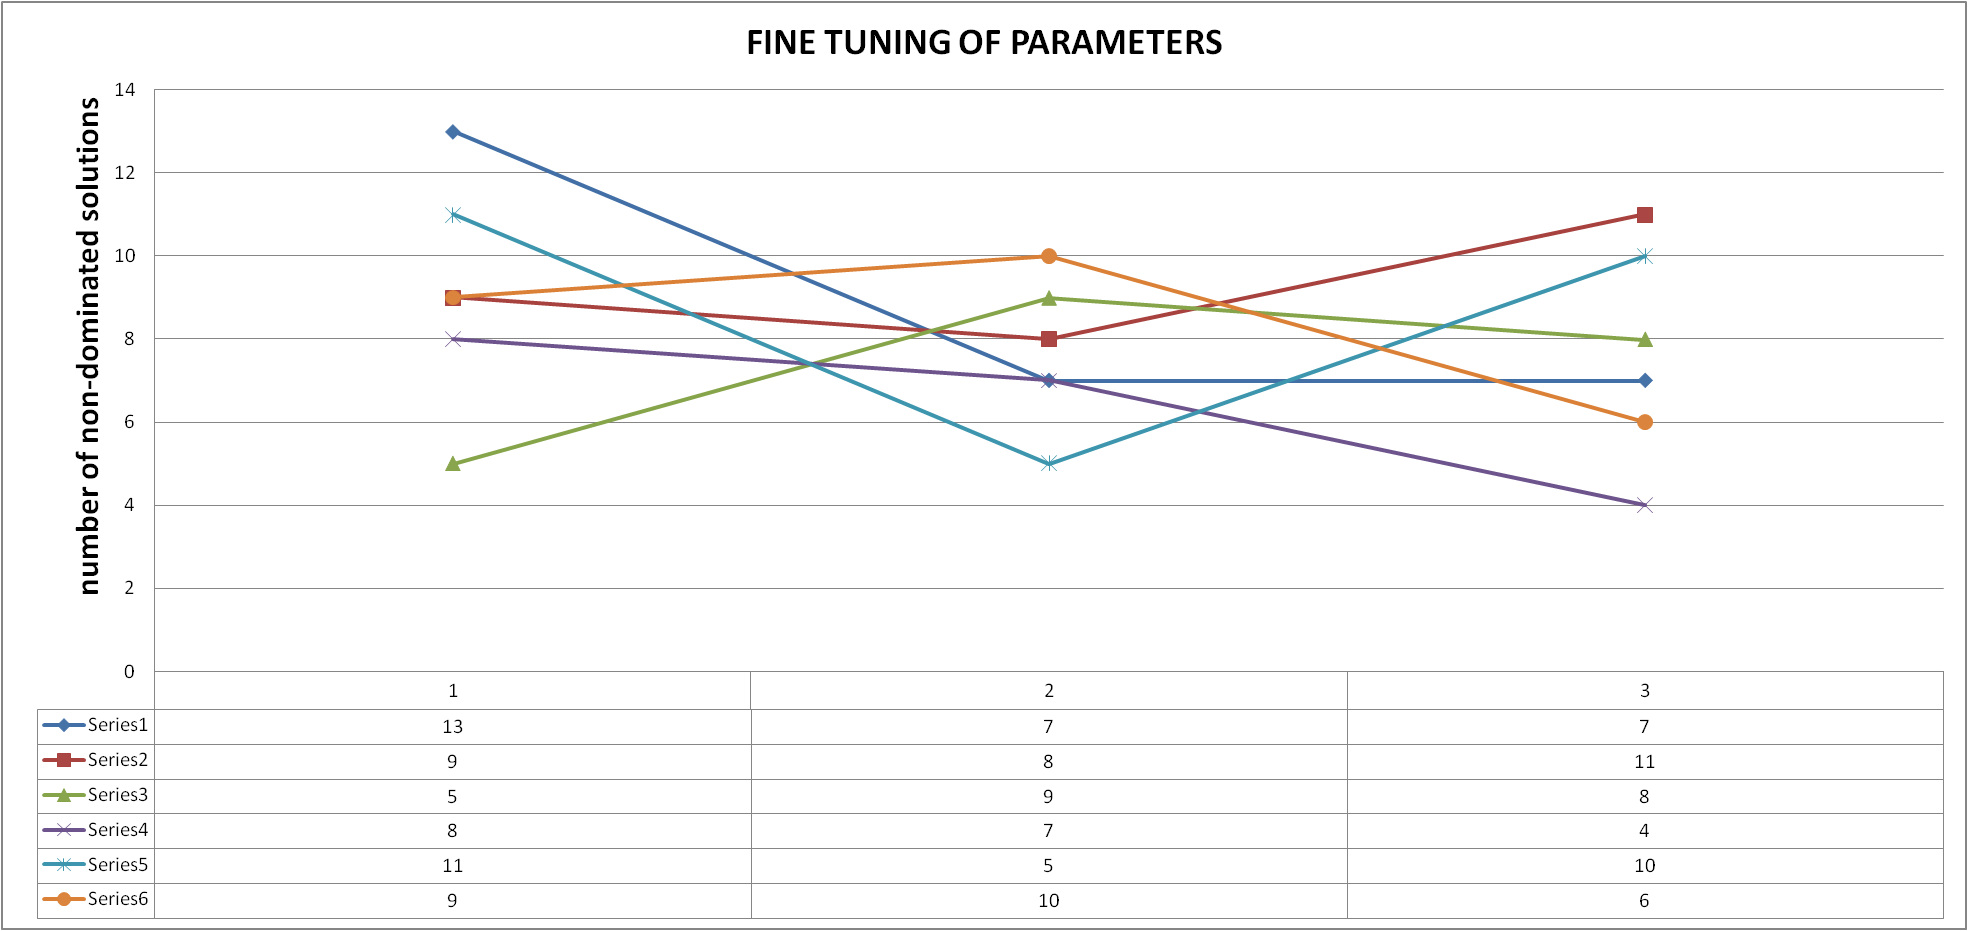 FINE TUNING OF PARAMETERS
number of non-dominated solutions
14
12
10
8
6
4
2
0
1 2 3
Series1 13 7 7
Series2 9 8 11
Series3 5 9 8
Series4 8 7 4
Series5 11 5 10
Series6 9 10 6